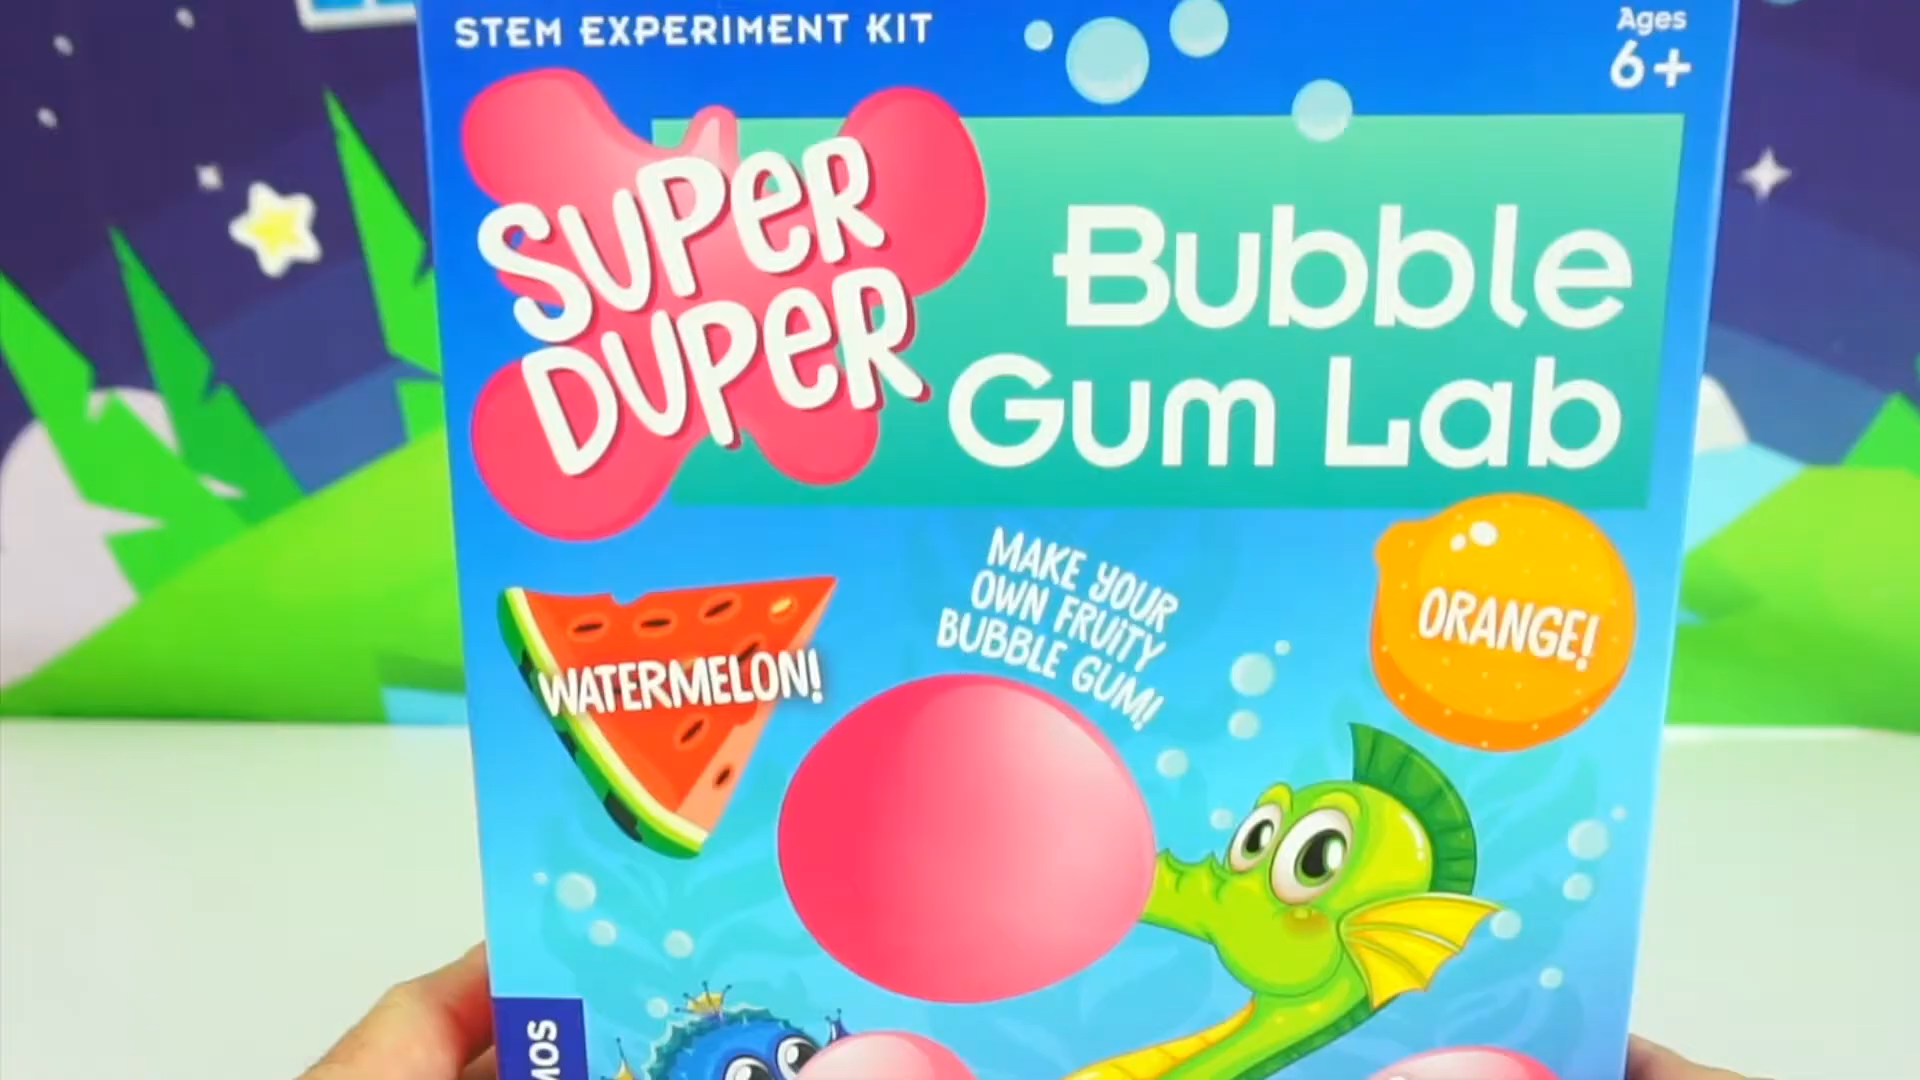 STEM EXPERIMENT KIT
Ages
6+
SUPER
DUPER
Bubble
Gum Lab
MAKE YOUR
OWN FRUITY
BUBBLE GUM!
ORANGE!
WATERMELON!